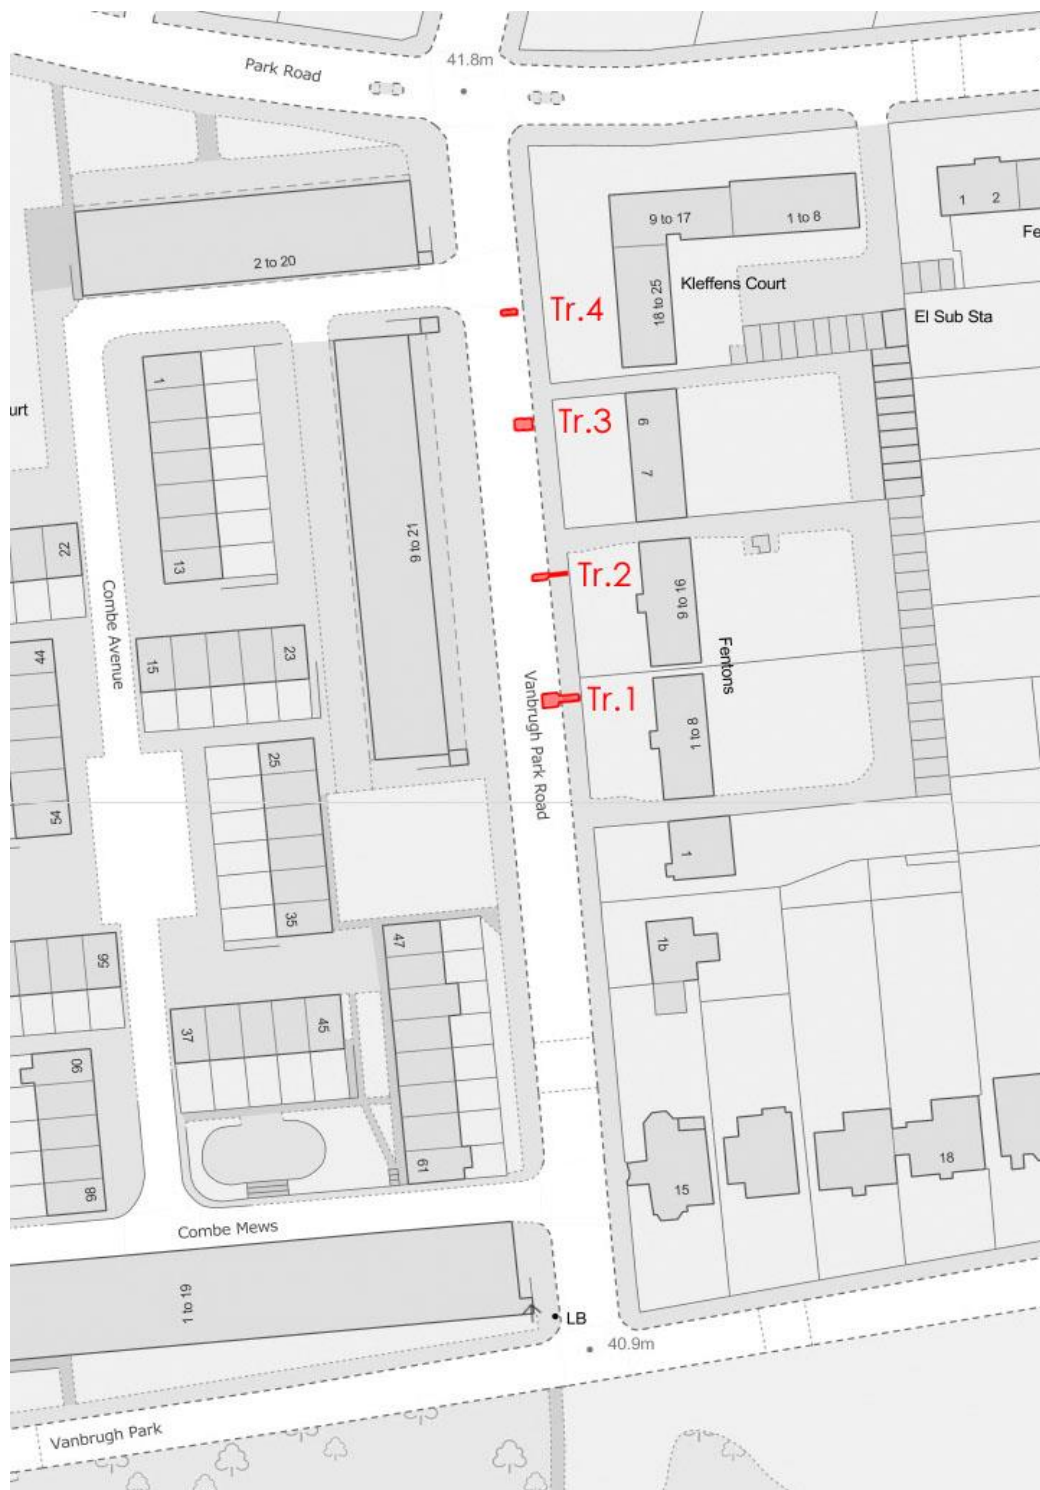 Park Road
41.8m
9 to 17
1 to 8
1
2
Fe
2 to 20
Kleffens Court
18 to 25
Tr.4
El Sub Sta
1
urt
Tr.3
6
7
9 to 21
22
13
Tr.2
9 to 16
Combe Avenue
44
15
23
Fentons
Tr.1
Vanbrugh Park Road
1 to 8
25
54
1
35
47
1b
56
37
45
90
61
18
15
98
Combe Mews
1 to 19
LB
40.9m
Vanbrugh Park